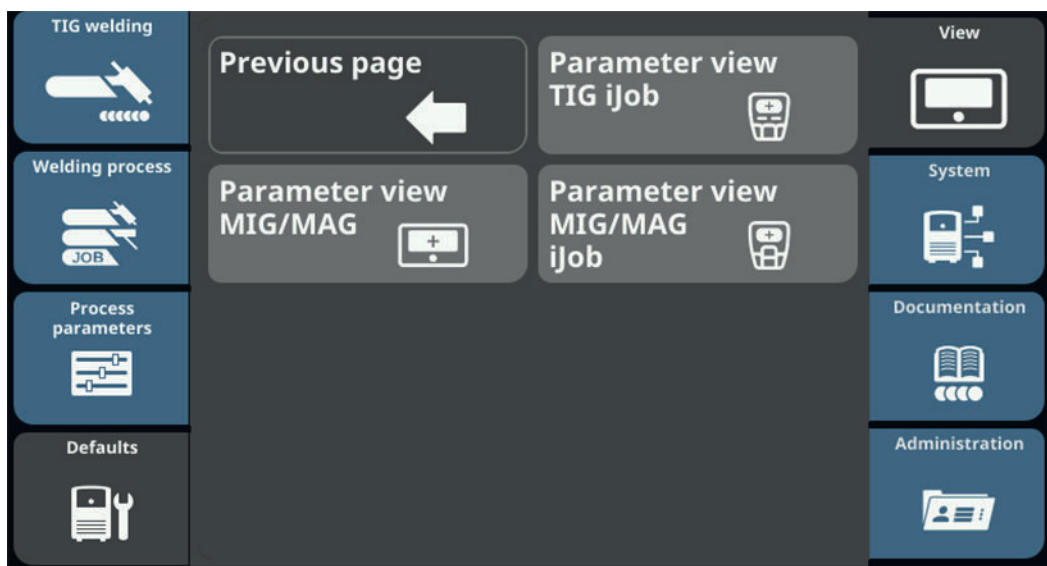 TIG welding
Welding process
JOB
Process
parameters
Defaults
Previous page
Parameter view
TIG iJob
Parameter view
MIG/MAG
Parameter view
MIG/MAG
iJob
View
System
Documentation
Administration